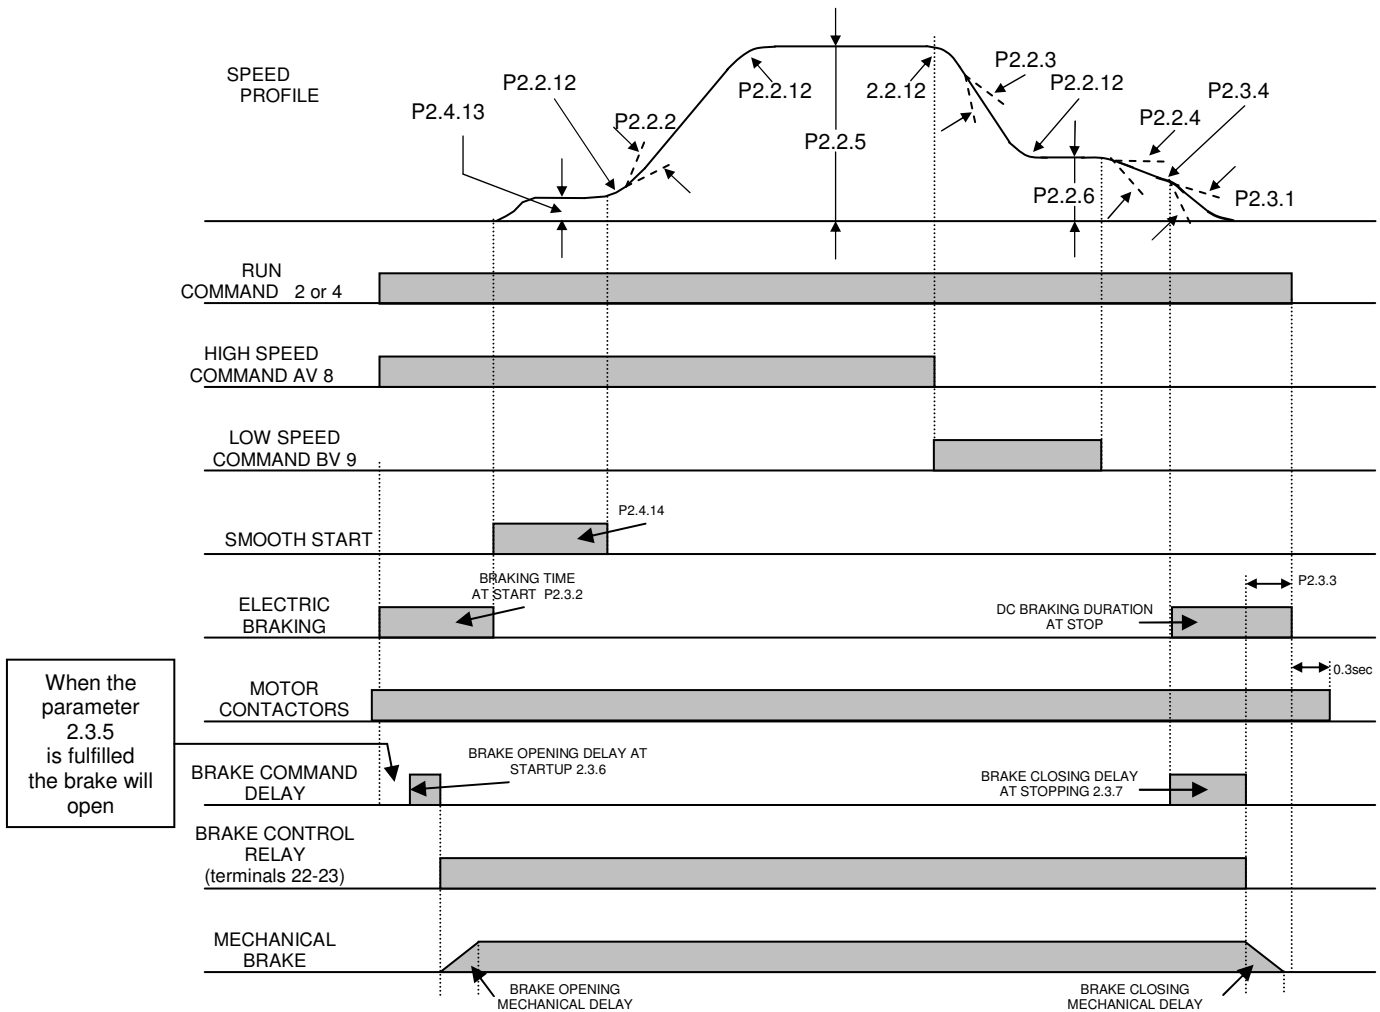 SPEED
PROFILE
P2.4.13
P2.2.12
P2.2.2
P2.2.12
P2.2.5
2.2.12
P2.2.3
P2.2.12
P2.2.6
P2.2.4
P2.3.4
P2.3.1
RUN
COMMAND 2 or 4
HIGH SPEED
COMMAND AV 8
LOW SPEED
COMMAND BV 9
SMOOTH START
P2.4.14
ELECTRIC
BRAKING
BRAKING TIME
AT START P2.3.2
DC BRAKING DURATION
AT STOP
P2.3.3
MOTOR
CONTACTORS
0.3sec
When the
parameter
2.3.5
is fulfilled
the brake will
open
BRAKE COMMAND
DELAY
BRAKE OPENING DELAY AT
STARTUP 2.3.6
BRAKE CLOSING DELAY
AT STOPPING 2.3.7
BRAKE CONTROL
RELAY
(terminals 22-23)
MECHANICAL
BRAKE
BRAKE OPENING
MECHANICAL DELAY
BRAKE CLOSING
MECHANICAL DELAY